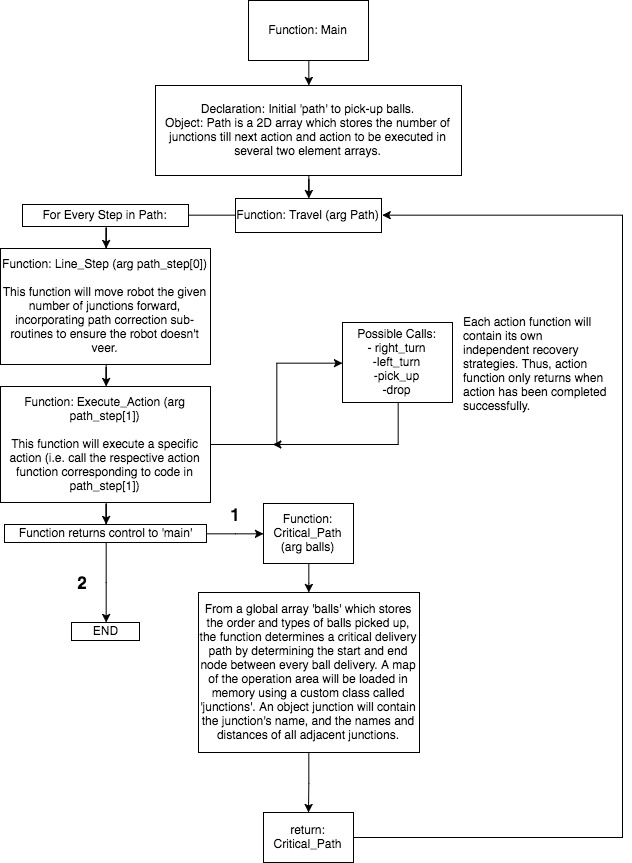 Function: Main
Declaration: Initial 'path' to pick-up balls.
Object: Path is a 2D array which stores the number of
junctions till next action and action to be executed in
several two element arrays.
For Every Step in Path:
Function: Travel (arg Path)
Function: Line_Step (arg path_step[0])
This function will move robot the given
number of junctions forward,
incorporating path correction sub-
routines to ensure the robot doesn't
veer.
Possible Calls:
- right_turn
-left_turn
-pick_up
-drop
Each action function will
contain its own
independent recovery
strategies. Thus, action
function only returns when
action has been completed
successfully.
Function: Execute_Action (arg
path_step[1])
This function will execute a specific
action (i.e. call the respective action
function corresponding to code in
path_step[1])
Function returns control to 'main'
1
Function:
Critical_Path
(arg balls)
2
END
From a global array 'balls' which stores
the order and types of balls picked up,
the function determines a critical delivery
path by determining the start and end
node between every ball delivery. A map
of the operation area will be loaded in
memory using a custom class called
'junctions'. An object junction will contain
the junction's name, and the names and
distances of all adjacent junctions.
return:
Critical_Path